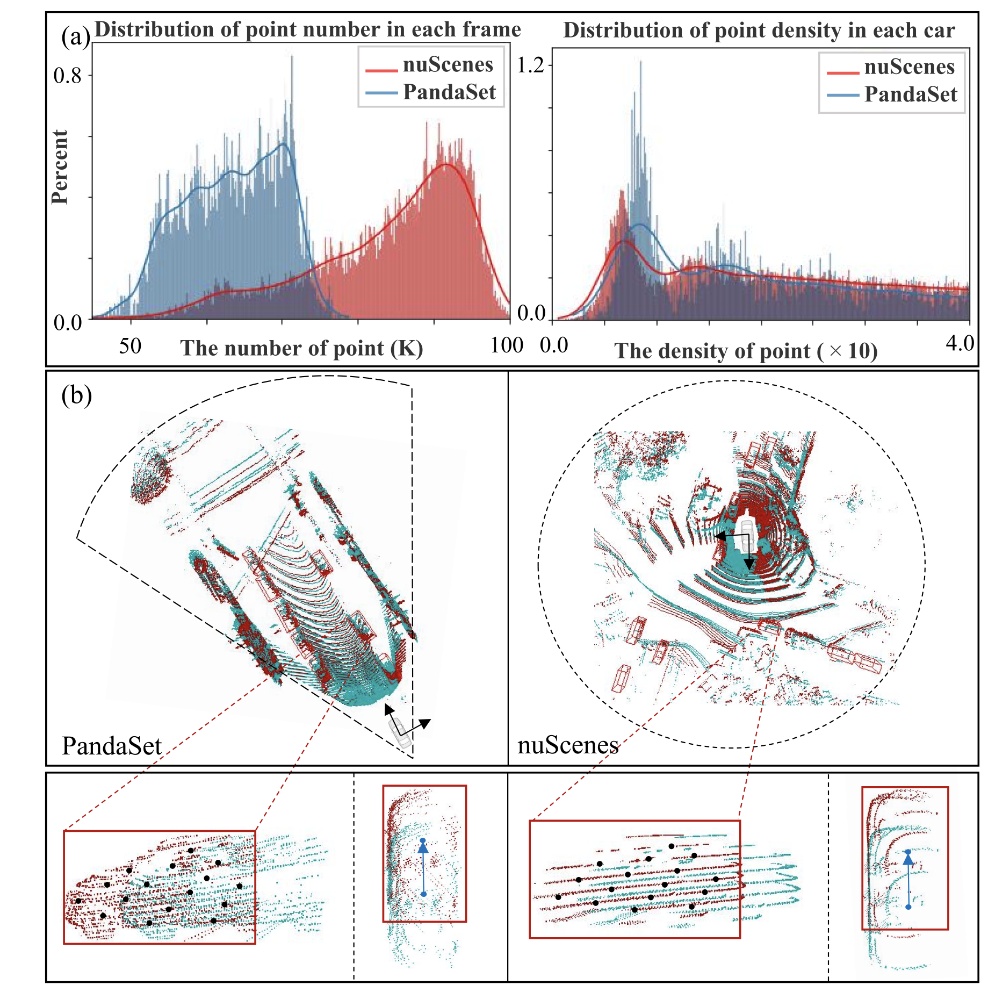 (a)
Distribution of point number in each frame
nuScenes
PandaSet
0.8
Percent
0.0
50
The number of point (K)
100
Distribution of point density in each car
1.2
nuScenes
PandaSet
0.0
0.0
The density of point ( × 10)
4.0
(b)
PandaSet
nuScenes